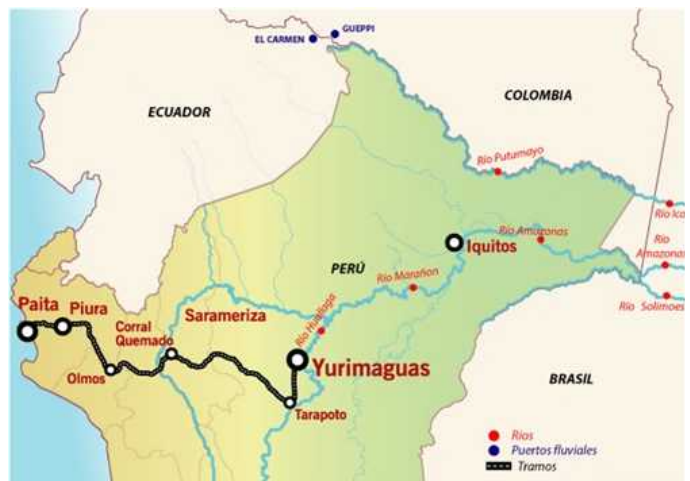 GUEPPI
EL CARMEN
ECUADOR
COLOMBIA
Río Putumayo
Río Ica
Río Amazonas
Iquitos
Río
Amazonas
PERÚ
Río Marañon
Río Solimoes
Paita
Piura
Corral
Quemado
Sarameriza
Río Huallaga
Olmos
Yurimaguas
Tarapoto
BRASIL
Ríos
Puertos fluviales
Tramos